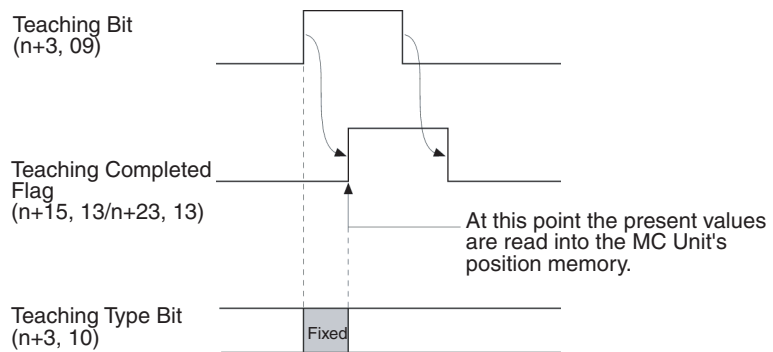 Teaching Bit
(n+3, 09)
Teaching Completed
Flag
(n+15, 13/n+23, 13)
At this point the present values
are read into the MC Unit's
position memory.
Teaching Type Bit
(n+3, 10)
Fixed